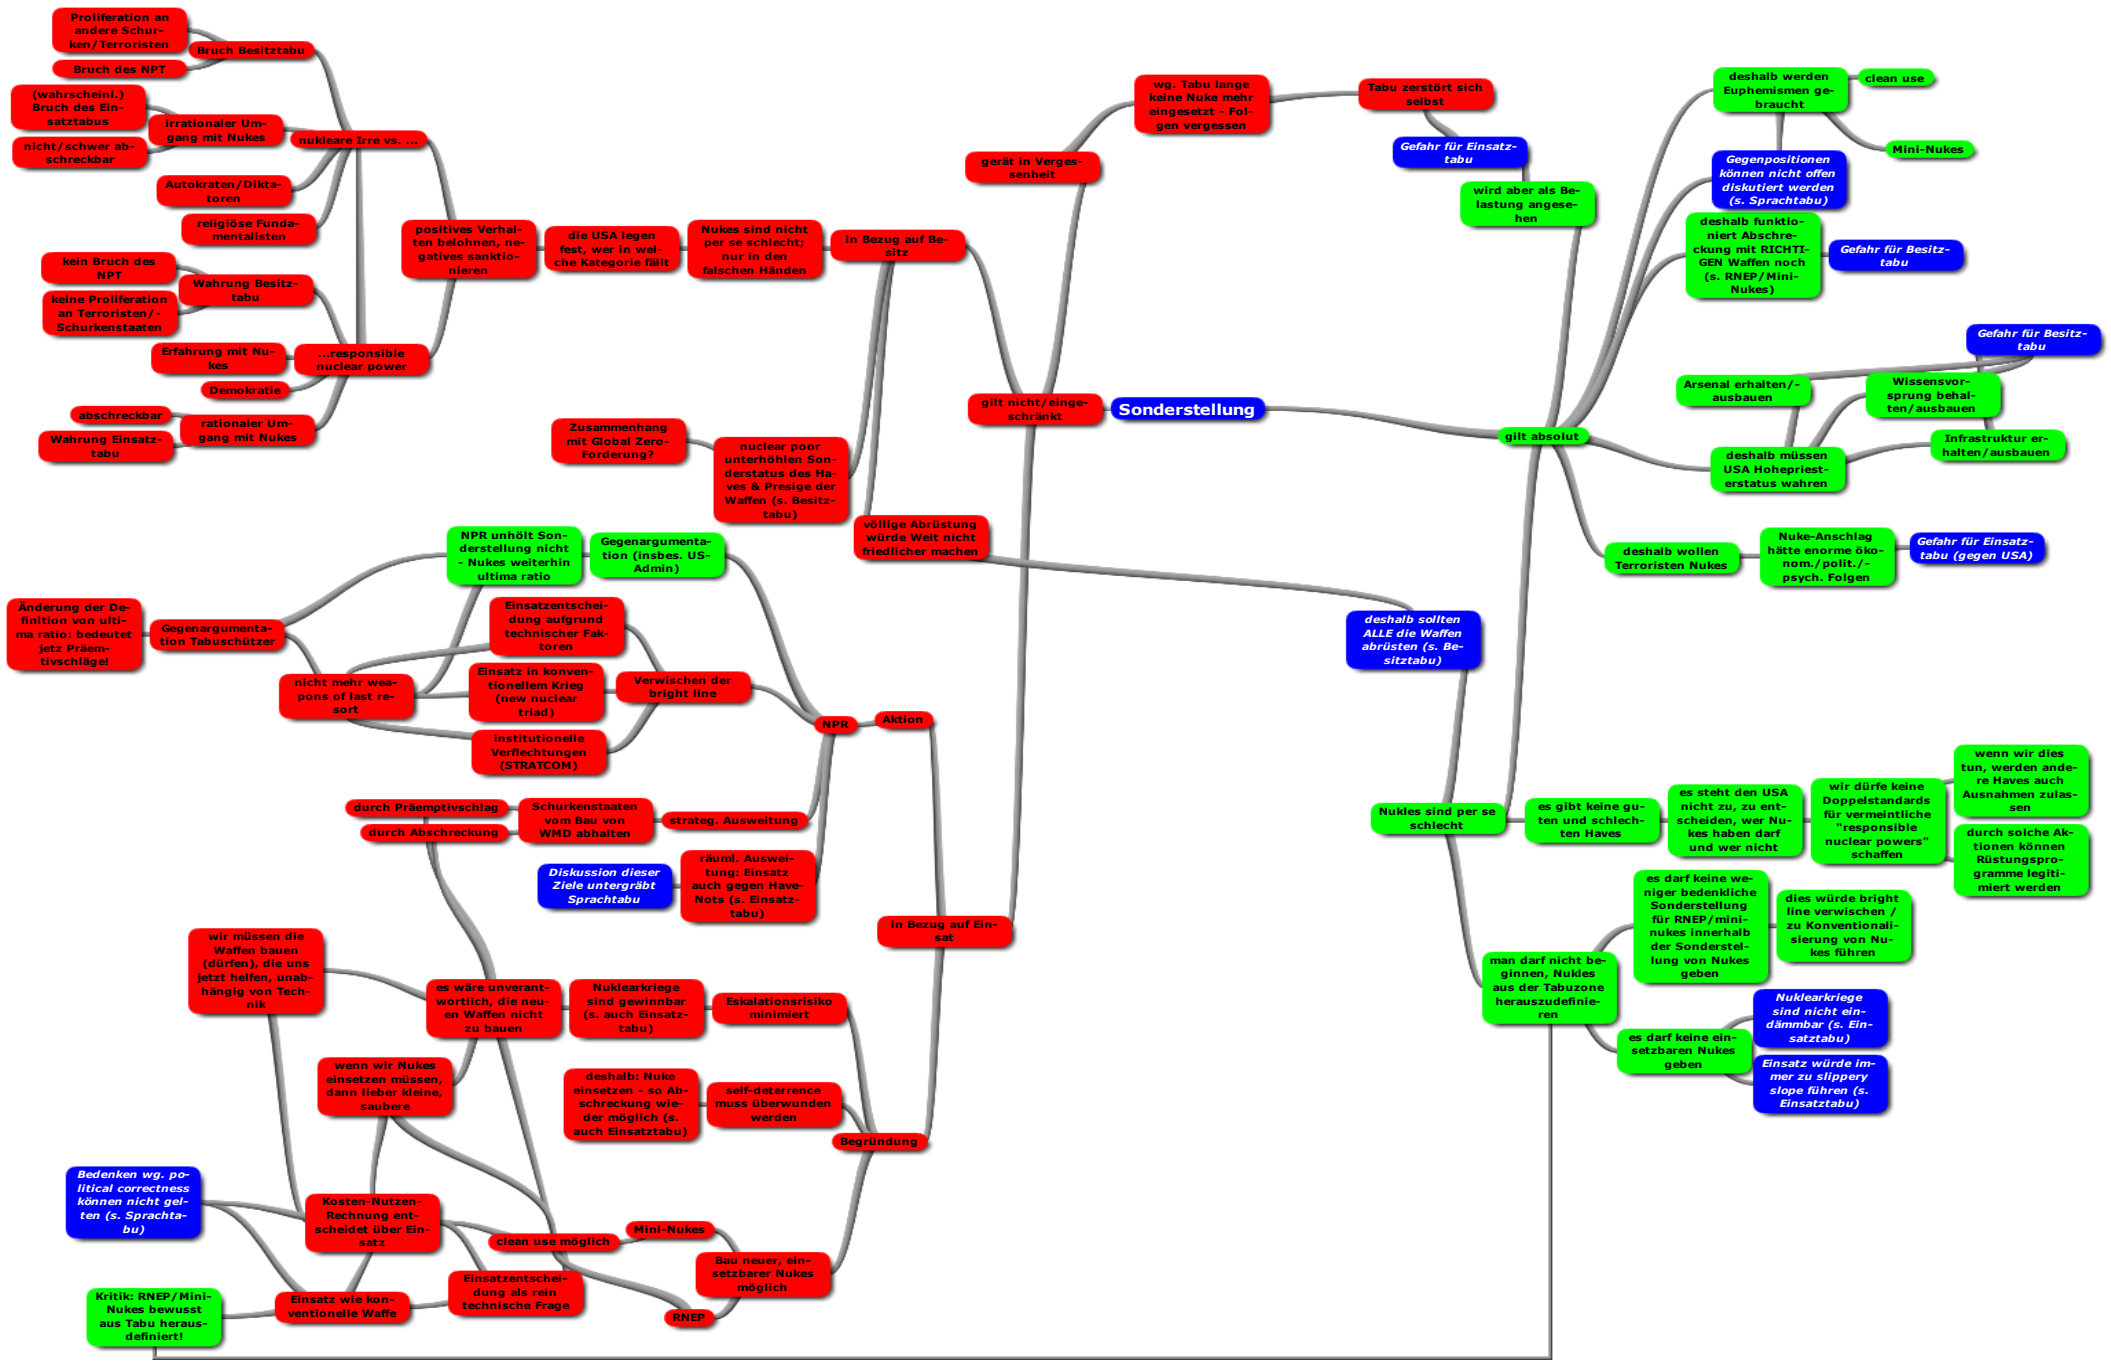 Proliferation an
andere Schur-
ken/Terroristen
Bruch Besitztabu
Bruch des NPT
(wahrscheinl.)
Bruch des Ein-
satztabus
irrationaler Um-
gang mit Nukes
nicht/schwer ab-
schreckbar
nukleare Irre vs. ...
Autokraten/Dikta-
toren
religiöse Funda-
mentalisten
kein Bruch des
NPT
Wahrung Besitz-
tabu
keine Proliferation
an Terroristen/-
Schurkenstaaten
Erfahrung mit Nu-
kes
...responsible
nuclear power
Demokratie
abschreckbar
rationaler Um-
gang mit Nukes
Wahrung Einsatz-
tabu
positives Verhal-
ten belohnen, ne-
gatives sanktio-
nieren
die USA legen
fest, wer in wel-
che Kategorie fällt
Nukes sind nicht
per se schlecht;
nur in den
falschen Händen
in Bezug auf Be-
sitz
gerät in Verges-
senheit
wg. Tabu lange
keine Nuke mehr
eingesetzt - Fol-
gen vergessen
Tabu zerstört sich
selbst
Gefahr für Einsatz-
tabu
wird aber als Be-
lastung angese-
hen
gilt nicht/einge-
schränkt
Sonderstellung
gilt absolut
deshalb werden
Euphemismen ge-
braucht
clean use
Mini-Nukes
Gegenpositionen
können nicht offen
diskutiert werden
(s. Sprachtabu)
deshalb funktio-
niert Abschre-
ckung mit RICHTI-
GEN Waffen noch
(s. RNEP/Mini-
Nukes)
Gefahr für Besitz-
tabu
Gefahr für Besitz-
tabu
Arsenal erhalten/-
ausbauen
Wissensvor-
sprung behal-
ten/ausbauen
Infrastruktur er-
halten/ausbauen
deshalb müssen
USA Hohepriest-
erstatus wahren
deshalb wollen
Terroristen Nukes
Nuke-Anschlag
hätte enorme öko-
nom./polit./-
psych. Folgen
Gefahr für Einsatz-
tabu (gegen USA)
Zusammenhang
mit Global Zero-
Forderung?
nuclear poor
unterhöhlen Son-
derstatus des Ha-
ves & Presige der
Waffen (s. Besitz-
tabu)
völlige Abrüstung
würde Welt nicht
friedlicher machen
deshalb sollten
ALLE die Waffen
abrüsten (s. Be-
sitztabu)
NPR unhölt Son-
derstellung nicht
- Nukes weiterhin
ultima ratio
Gegenargumenta-
tion (insbes. US-
Admin)
Änderung der De-
finition von ulti-
ma ratio: bedeutet
jetz Präem-
tivschläge!
Gegenargumenta-
tion Tabuschützer
Einsatzentschei-
dung aufgrund
technischer Fak-
toren
nicht mehr wea-
pons of last re-
sort
Einsatz in konven-
tionellem Krieg
(new nuclear
triad)
Verwischen der
bright line
institutionelle
Verflechtungen
(STRATCOM)
NPR
Aktion
durch Präemptivschlag
durch Abschreckung
Schurkenstaaten
vom Bau von
WMD abhalten
strateg. Ausweitung
Diskussion dieser
Ziele untergräbt
Sprachtabu
räuml. Auswei-
tung: Einsatz
auch gegen Have-
Nots (s. Einsatz-
tabu)
in Bezug auf Ein-
sat
Nukles sind per se
schlecht
es gibt keine gu-
ten und schlech-
ten Haves
es steht den USA
nicht zu, zu ent-
scheiden, wer Nu-
kes haben darf
und wer nicht
wir dürfe keine
Doppelstandards
für vermeintliche
"responsible
nuclear powers"
schaffen
wenn wir dies
tun, werden ande-
re Haves auch
Ausnahmen zulas-
sen
durch solche Ak-
tionen können
Rüstungspro-
gramme legiti-
miert werden
es darf keine we-
niger bedenkliche
Sonderstellung
für RNEP/mini-
nukes innerhalb
der Sonderstel-
lung von Nukes
geben
dies würde bright
line verwischen /
zu Konventionali-
sierung von Nu-
kes führen
man darf nicht be-
ginnen, Nukles
aus der Tabuzone
herauszudefinie-
ren
Nuklearkriege
sind nicht ein-
dämmbar (s. Ein-
satztabu)
es darf keine ein-
setzbaren Nukes
geben
Einsatz würde im-
mer zu slippery
slope führen (s.
Einsatztabu)
wir müssen die
Waffen bauen
(dürfen), die uns
jetzt helfen, unab-
hängig von Tech-
nik
es wäre unverant-
wortlich, die neu-
en Waffen nicht
zu bauen
Nuklearkriege
sind gewinnbar
(s. auch Einsatz-
tabu)
Eskalationsrisiko
minimiert
wenn wir Nukes
einsetzen müssen,
dann lieber kleine,
saubere
deshalb: Nuke
einsetzen - so Ab-
schreckung wie-
der möglich (s.
auch Einsatztabu)
self-deterrence
muss überwunden
werden
Begründung
Bedenken wg. po-
litical correctness
können nicht gel-
ten (s. Sprachta-
bu)
Kosten-Nutzen-
Rechnung ent-
scheidet über Ein-
satz
clean use möglich
Mini-Nukes
Bau neuer, ein-
setzbarer Nukes
möglich
Einsatzentschei-
dung als rein
technische Frage
RNEP
Einsatz wie kon-
ventionelle Waffe
Kritik: RNEP/Mini-
Nukes bewusst
aus Tabu heraus-
definiert!